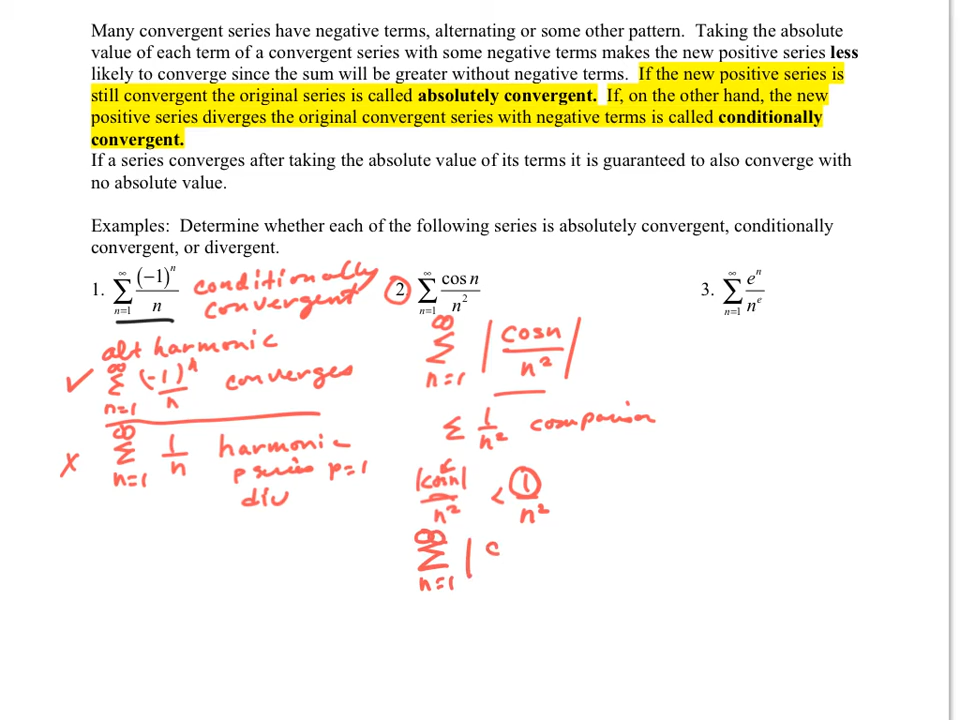 Many convergent series have negative terms, alternating or some other pattern. Taking the absolute
value of each term of a convergent series with some negative terms makes the new positive series less
likely to converge since the sum will be greater without negative terms. If the new positive series is
still convergent the original series is called absolutely convergent. If, on the other hand, the new
positive series diverges the original convergent series with negative terms is called conditionally
convergent.
If a series converges after taking the absolute value of its terms it is guaranteed to also converge with
no absolute value.
Examples: Determine whether each of the following series is absolutely convergent, conditionally
convergent, or divergent.
1. ∑_{n=1}^{∞} (−1)^n / n
conditionally
convergent
alt harmonic
✓ ∑_{n=1}^{∞} (-1)^n / n converges
x ∑_{n=1}^{∞} 1/n harmonic
p series p=1
div
2. ∑_{n=1}^{∞} cos n / n^2
∑_{n=1}^{∞} | cos n / n^2 |
∑ 1/n^2 comparison
|cos n| / n^2 < 1 / n^2
∑_{n=1}^{∞} | c
3. ∑_{n=1}^{∞} e^n / n^e